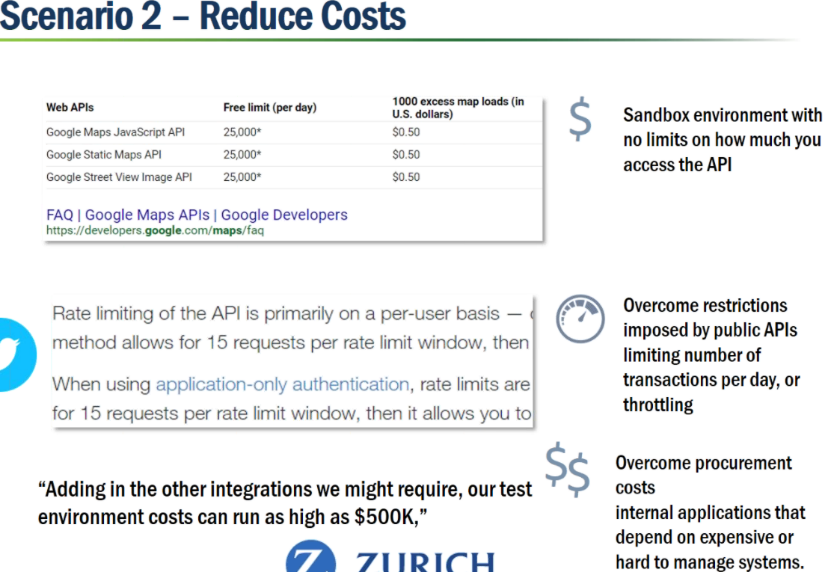 Scenario 2 – Reduce Costs
Web APIs Free limit (per day) 1000 excess map loads (in U.S. dollars)
Google Maps JavaScript API 25,000* $0.50
Google Static Maps API 25,000* $0.50
Google Street View Image API 25,000* $0.50
FAQ | Google Maps APIs | Google Developers
https://developers.google.com/maps/faq
$
Sandbox environment with
no limits on how much you
access the API
Rate limiting of the API is primarily on a per-user basis —
method allows for 15 requests per rate limit window, then
When using application-only authentication, rate limits are
for 15 requests per rate limit window, then it allows you to
Overcome restrictions
imposed by public APIs
limiting number of
transactions per day, or
throttling
“Adding in the other integrations we might require, our test
environment costs can run as high as $500K,”
Z ZURICH
$$
Overcome procurement
costs
internal applications that
depend on expensive or
hard to manage systems.